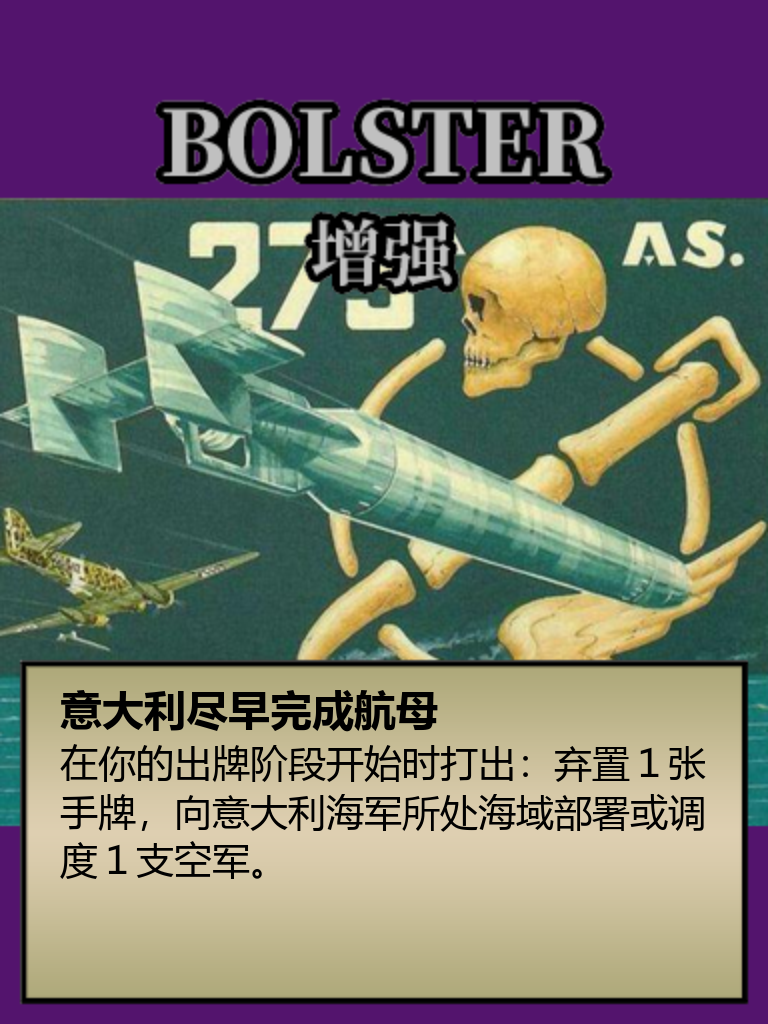 BOLSTER
增强
AS.
意大利尽早完成航母
在你的出牌阶段开始时打出：弃置1张
手牌，向意大利海军所处海域部署或调
度1支空军。